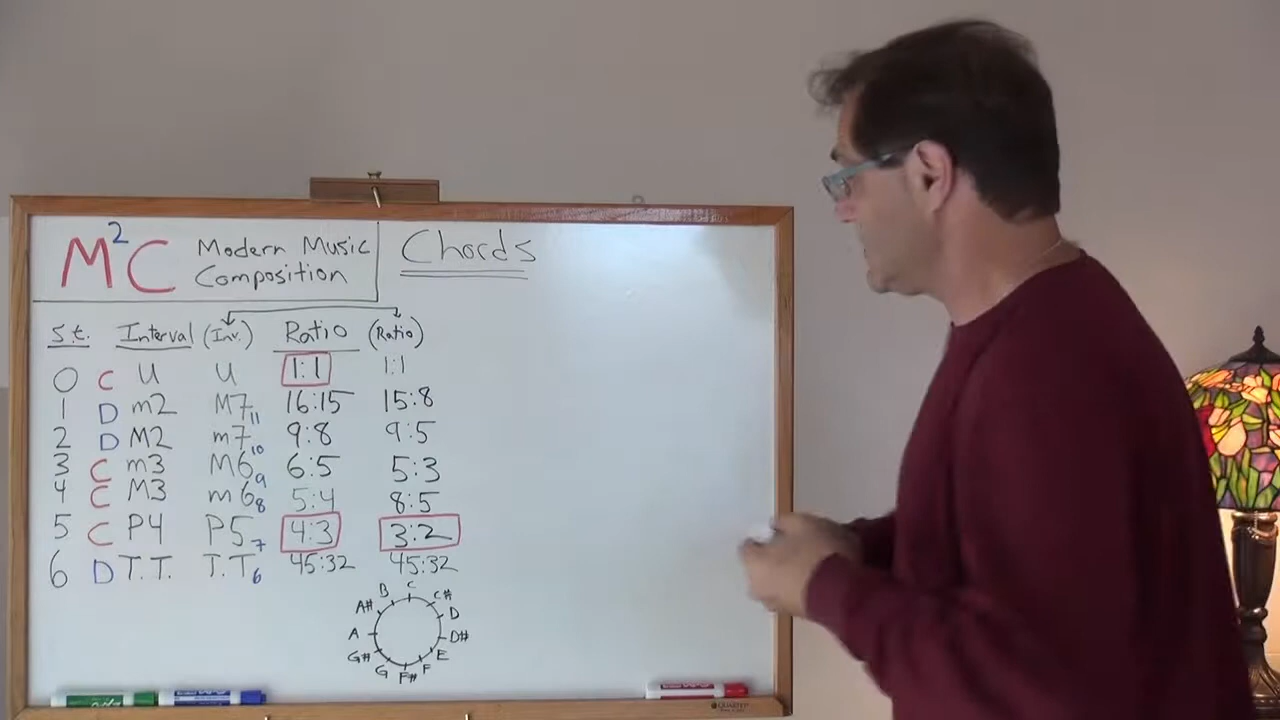 M²C Modern Music Composition
Chords
S.t. Interval (Inv.) Ratio (Ratio)
0 C U U 1:1 1:1
1 D m2 M7 11 16:15 15:8
2 D M2 m7 10 9:8 9:5
3 C m3 M6 9 6:5 5:3
4 C M3 m6 8 5:4 8:5
5 C P4 P5 7 4:3 3:2
6 D T.T. T.T 6 45:32 45:32
C
C#
D
D#
E
F
F#
G
G#
A
A#
B
QUARTET